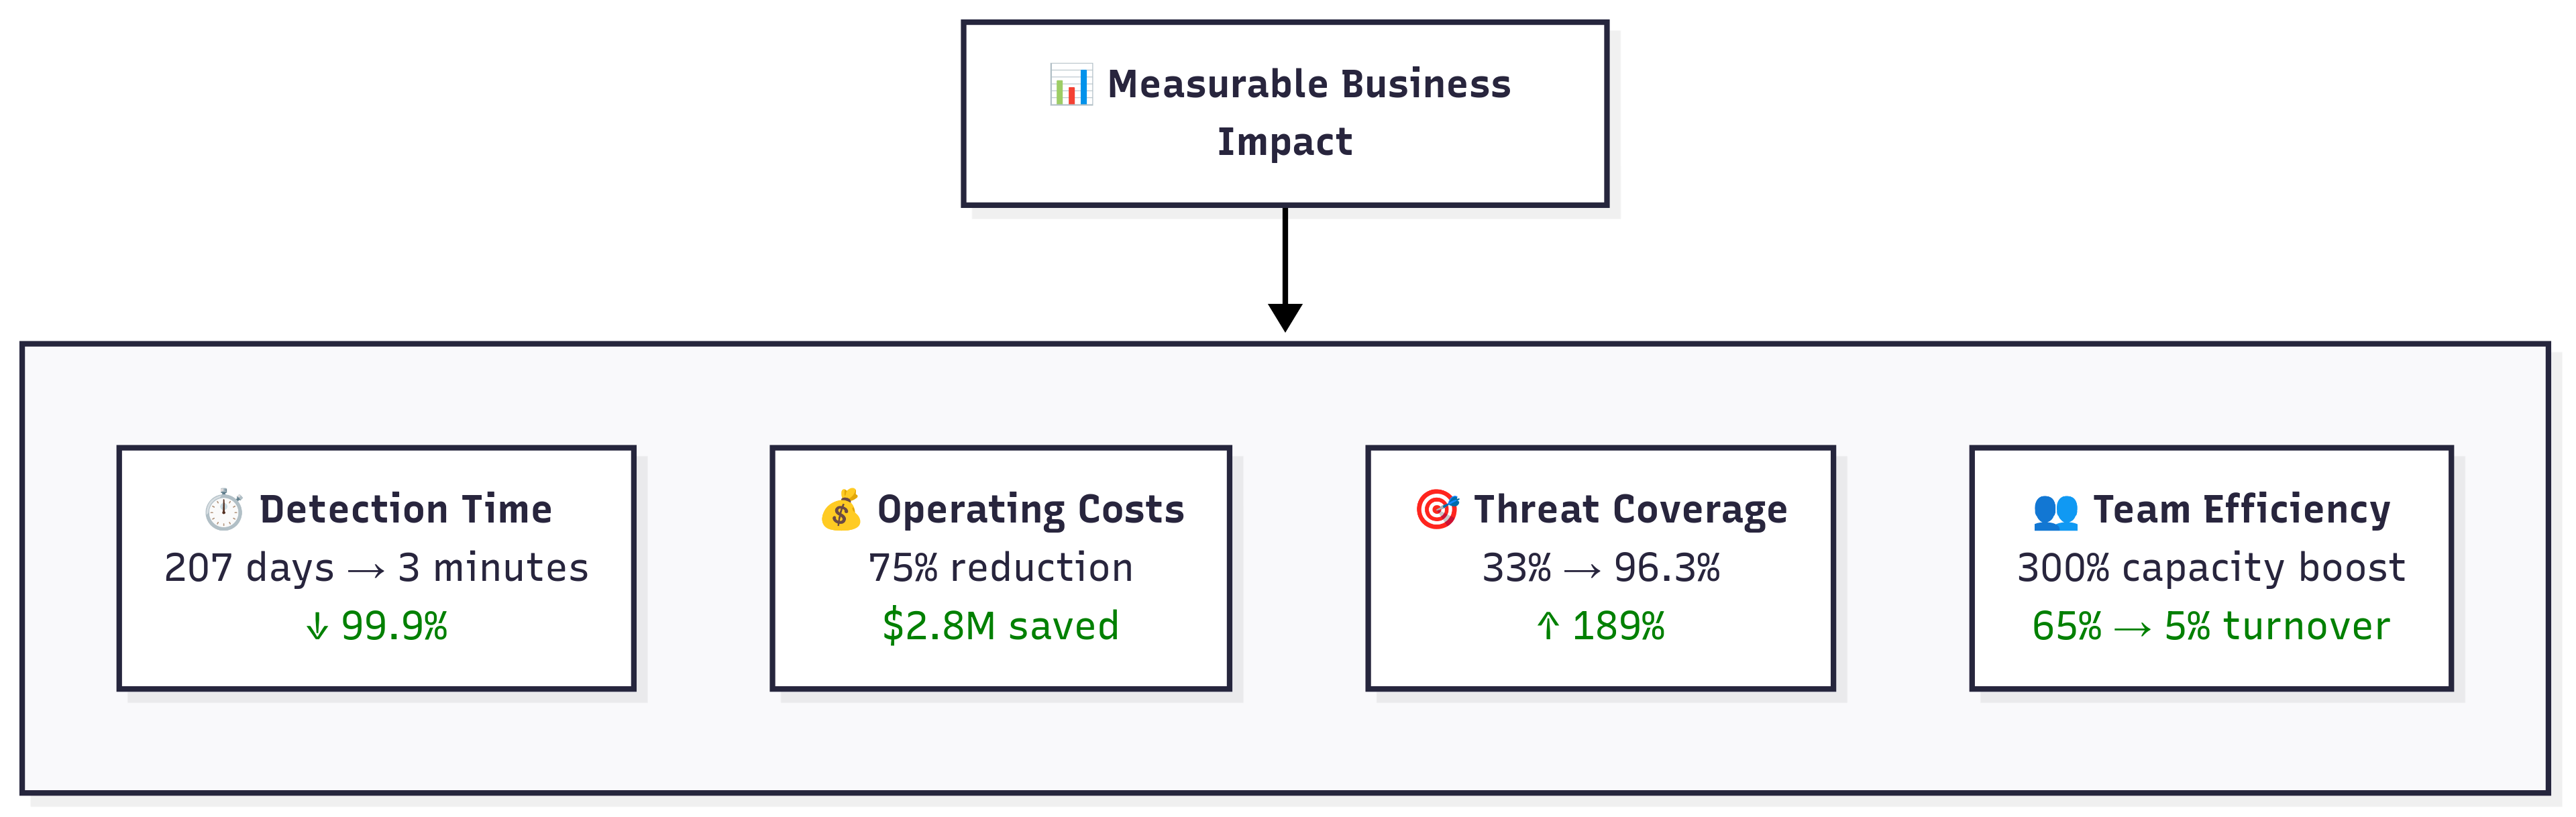 📊 Measurable Business
Impact
⏱️ Detection Time
207 days → 3 minutes
↓ 99.9%
💰 Operating Costs
75% reduction
$2.8M saved
🎯 Threat Coverage
33% → 96.3%
↑ 189%
👥 Team Efficiency
300% capacity boost
65% → 5% turnover